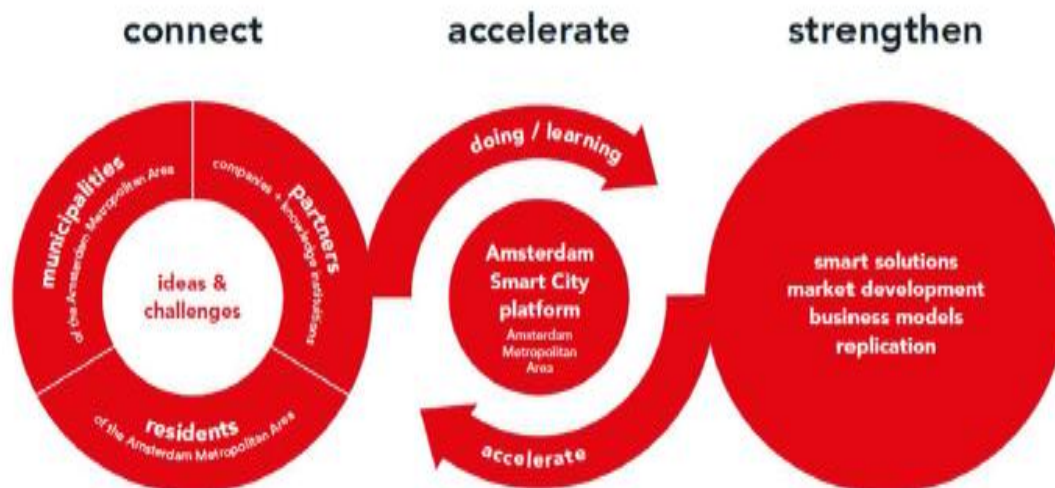 connect
accelerate
strengthen
municipalities
of the Amsterdam Metropolitan Area
partners
companies + knowledge institutions
residents
of the Amsterdam Metropolitan Area
ideas &
challenges
doing / learning
Amsterdam
Smart City
platform
Amsterdam
Metropolitan
Area
accelerate
smart solutions
market development
business models
replication